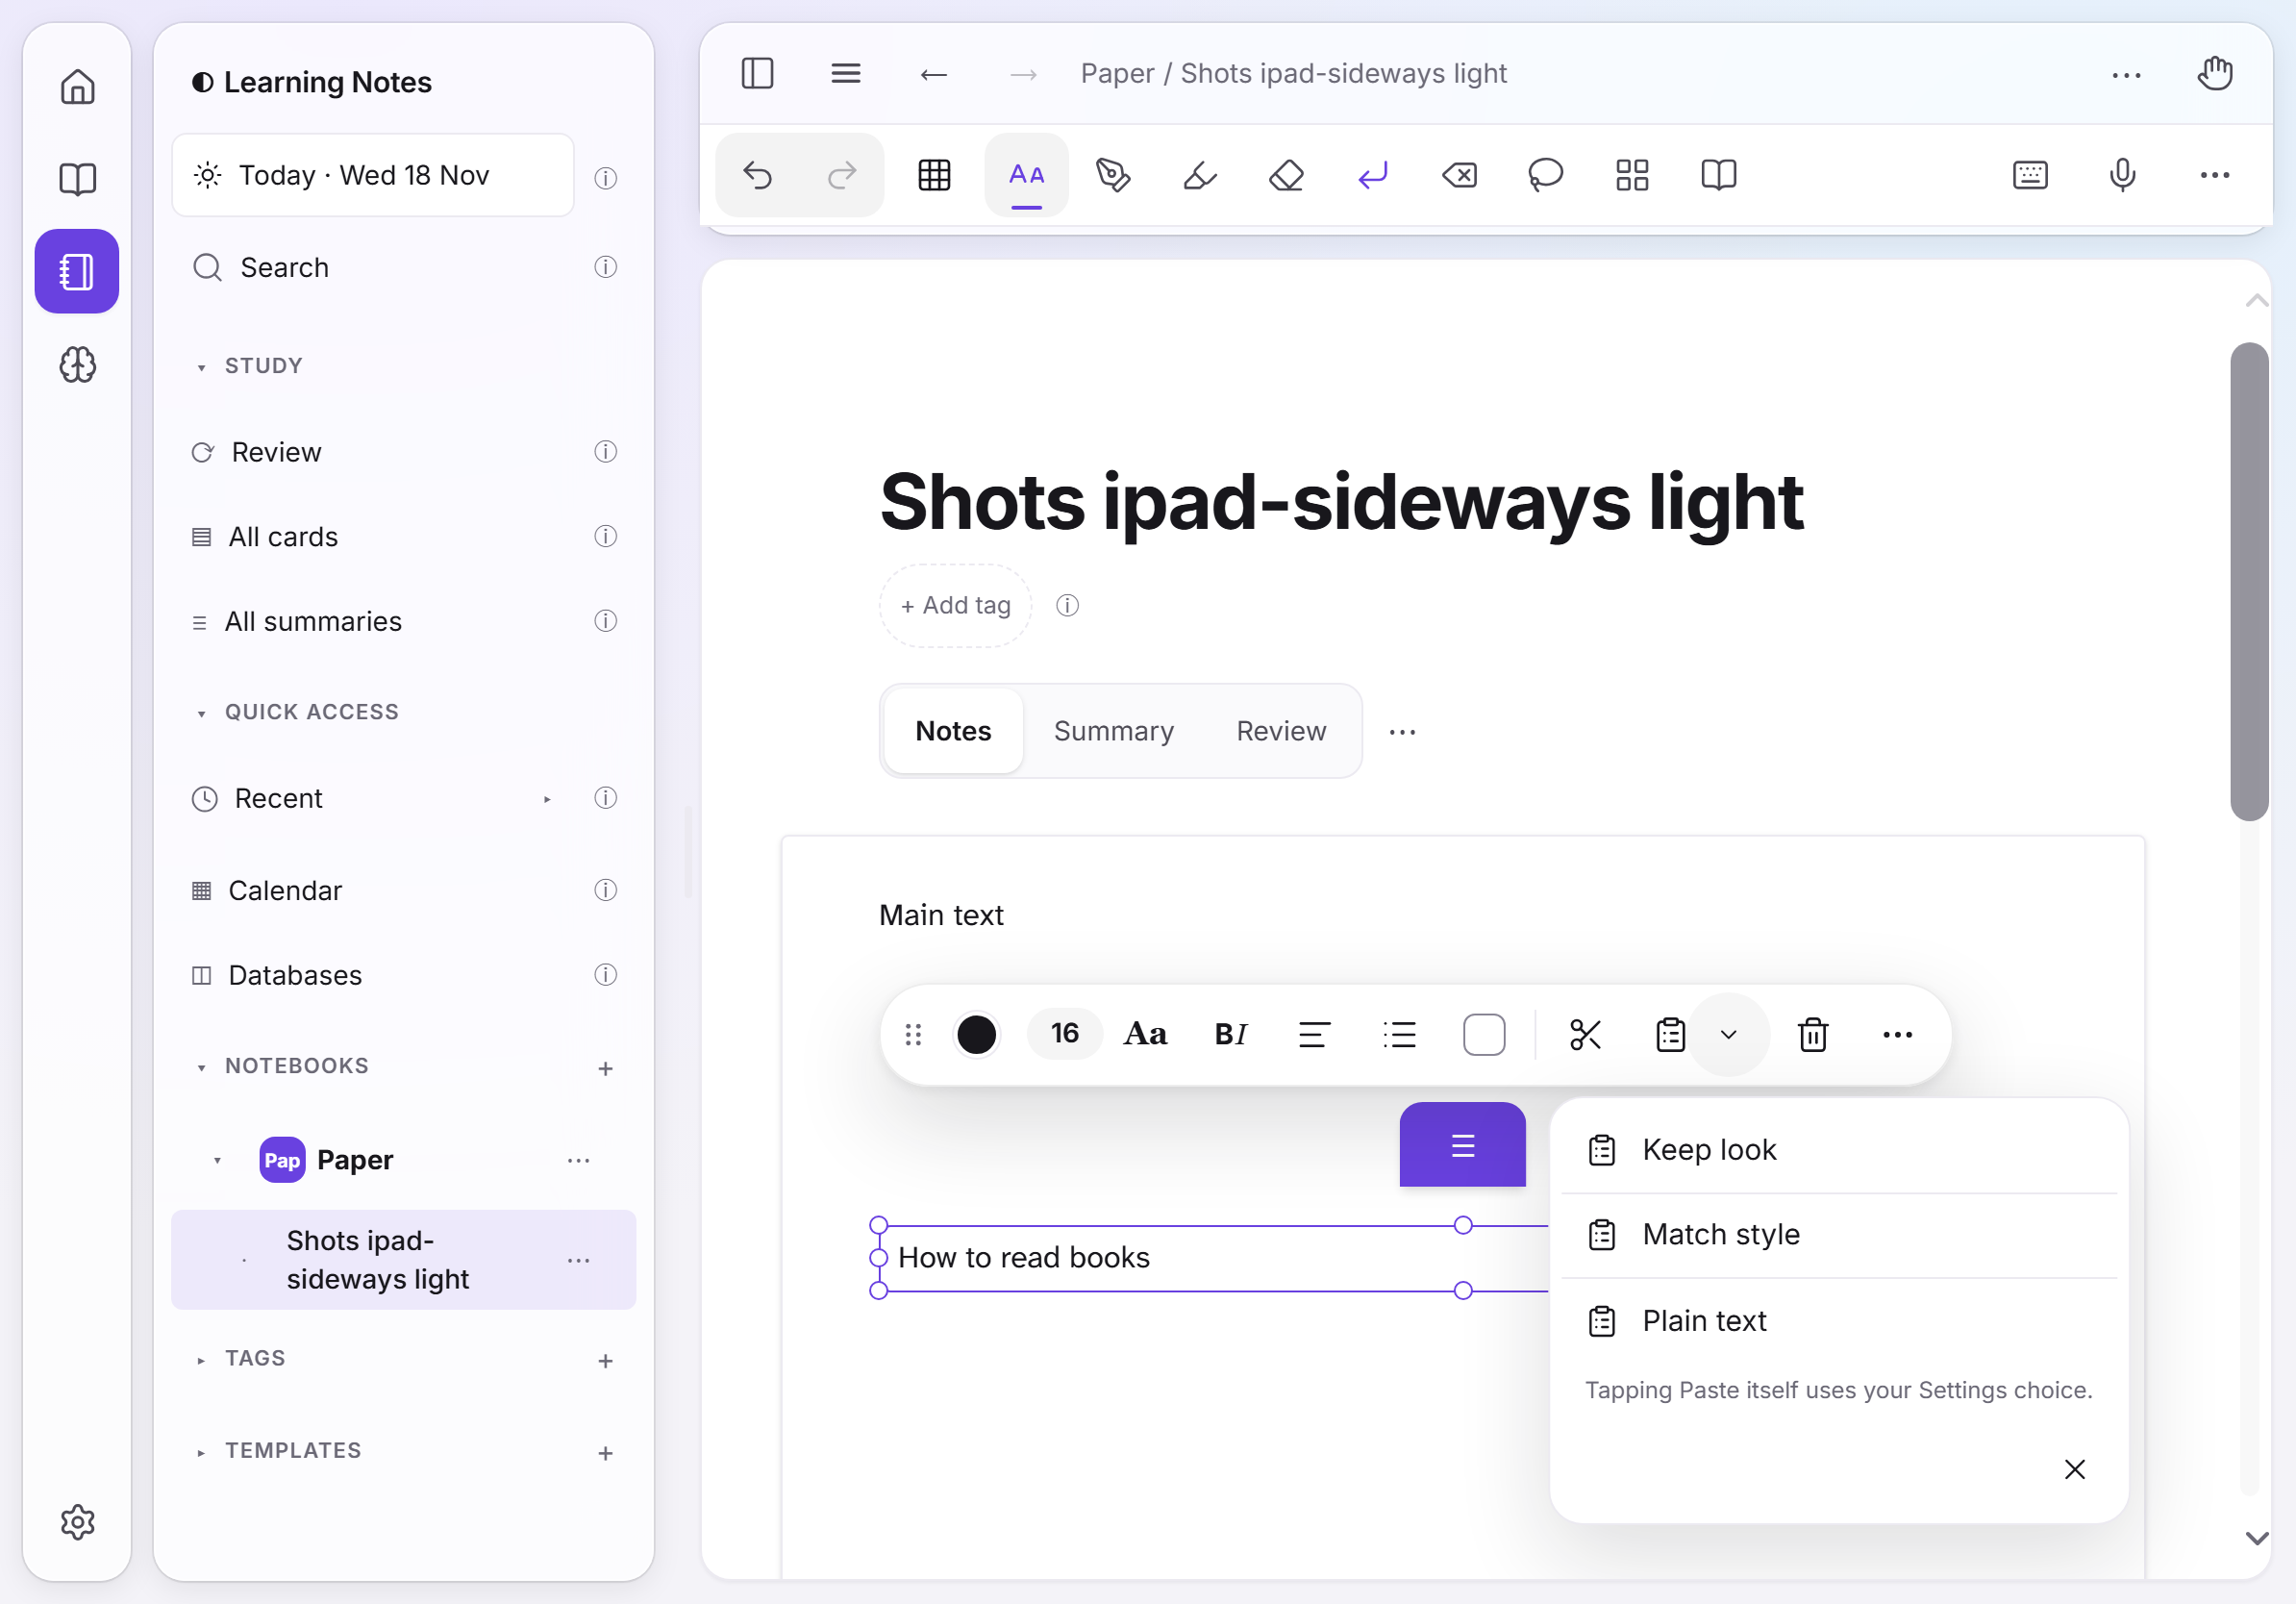 Learning Notes
Today · Wed 18 Nov
Search
STUDY
Review
All cards
All summaries
QUICK ACCESS
Recent
Calendar
Databases
NOTEBOOKS
Pap Paper
Shots ipad-
sideways light
TAGS
TEMPLATES
Paper / Shots ipad-sideways light
Shots ipad-sideways light
+ Add tag
Notes Summary Review
Main text
16 Aa BI
How to read books
Keep look
Match style
Plain text
Tapping Paste itself uses your Settings choice.